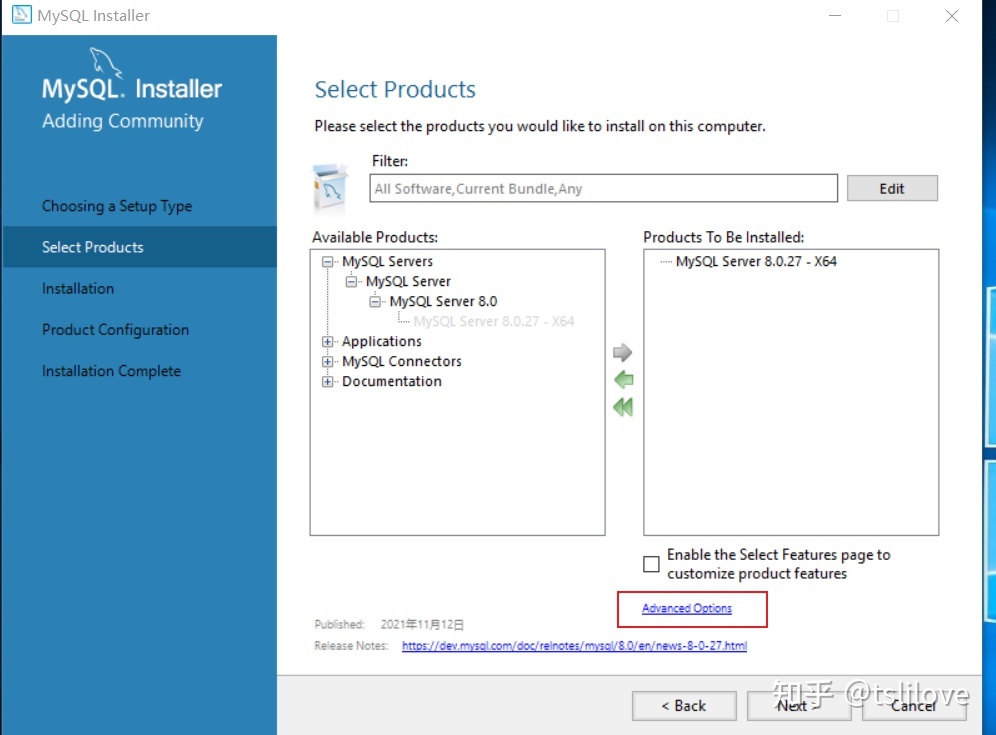 MySQL Installer
MySQL. Installer
Adding Community
Choosing a Setup Type
Select Products
Installation
Product Configuration
Installation Complete
Select Products
Please select the products you would like to install on this computer.
Filter:
All Software,Current Bundle,Any
Edit
Available Products:
MySQL Servers
MySQL Server
MySQL Server 8.0
MySQL Server 8.0.27 - X64
Applications
MySQL Connectors
Documentation
Products To Be Installed:
MySQL Server 8.0.27 - X64
Enable the Select Features page to
customize product features
Advanced Options
Published: 2021年11月12日
Release Notes: https://dev.mysql.com/doc/relnotes/mysql/8.0/en/news-8-0-27.html
< Back
Next >
Cancel
知乎 @tslilove